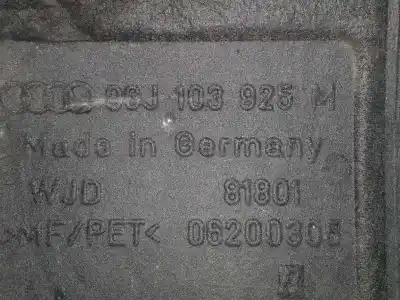 06J 103 925 M
Made in Germany
WJD 81801
>MF/PET< 06200305